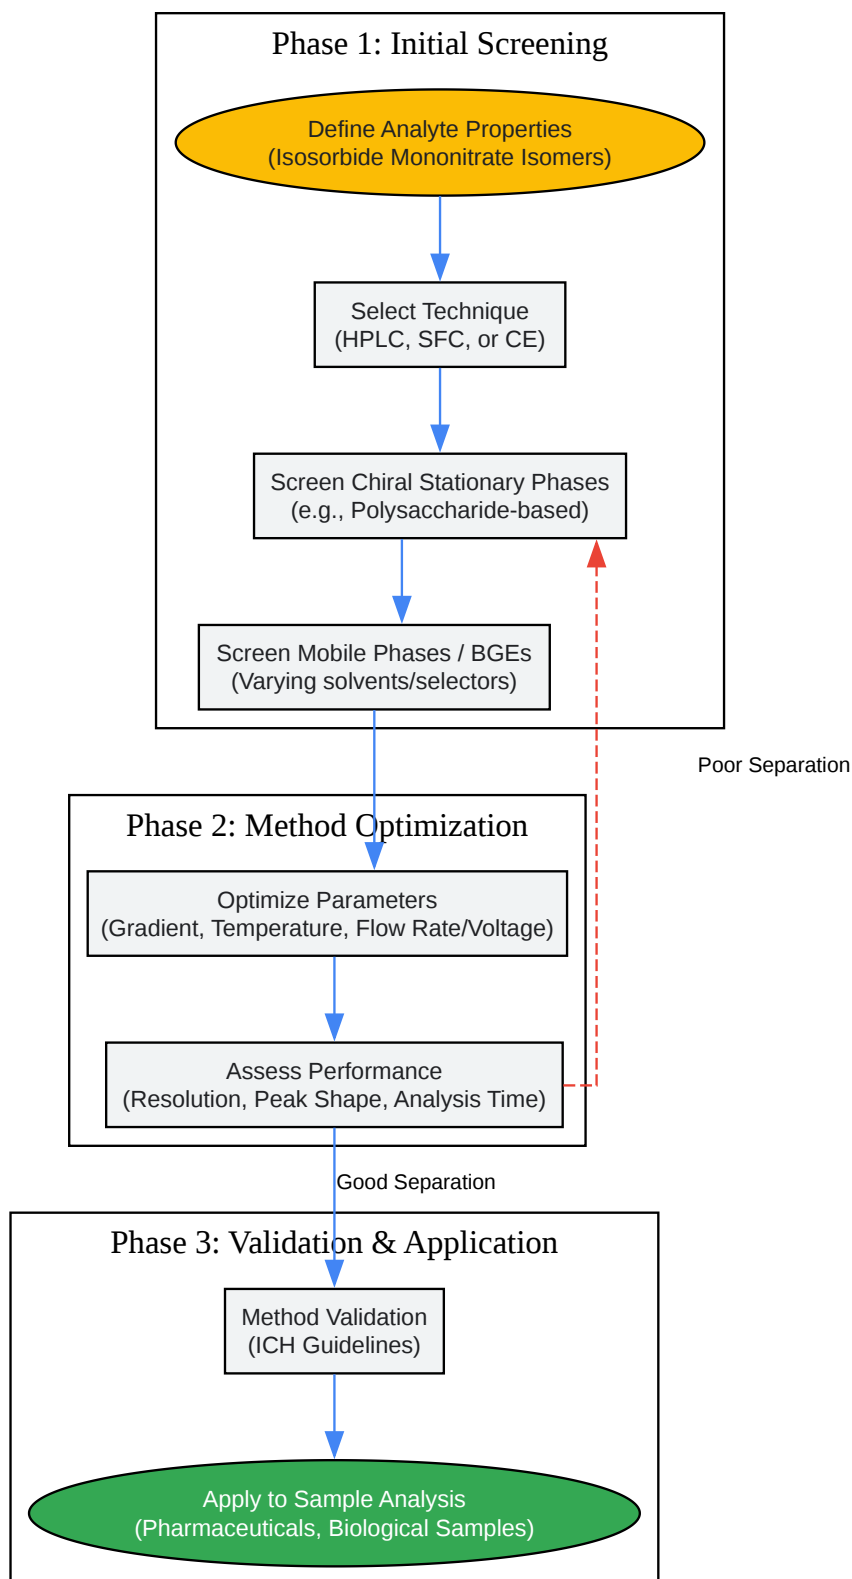 Phase 1: Initial Screening
Define Analyte Properties
(Isosorbide Mononitrate Isomers)
Select Technique
(HPLC, SFC, or CE)
Screen Chiral Stationary Phases
(e.g., Polysaccharide-based)
Screen Mobile Phases / BGEs
(Varying solvents/selectors)
Poor Separation
Phase 2: Method Optimization
Optimize Parameters
(Gradient, Temperature, Flow Rate/Voltage)
Assess Performance
(Resolution, Peak Shape, Analysis Time)
Good Separation
Phase 3: Validation & Application
Method Validation
(ICH Guidelines)
Apply to Sample Analysis
(Pharmaceuticals, Biological Samples)